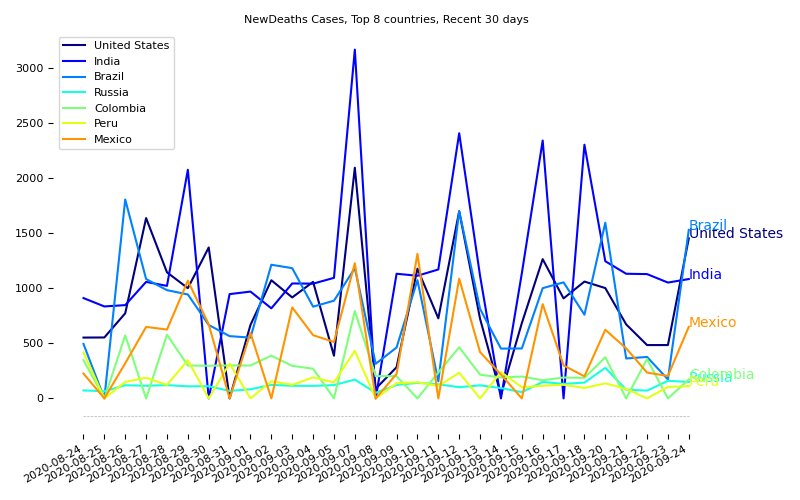 NewDeaths Cases, Top 8 countries, Recent 30 days
United States
India
Brazil
Russia
Colombia
Peru
Mexico
3000
2500
2000
1500
1000
500
0
Brazil
United States
India
Mexico
Colombia
Russia
Peru
2020-08-24
2020-08-25
2020-08-26
2020-08-27
2020-08-28
2020-08-29
2020-08-30
2020-08-31
2020-09-01
2020-09-02
2020-09-03
2020-09-04
2020-09-05
2020-09-07
2020-09-08
2020-09-09
2020-09-10
2020-09-11
2020-09-12
2020-09-13
2020-09-14
2020-09-15
2020-09-16
2020-09-17
2020-09-18
2020-09-20
2020-09-21
2020-09-22
2020-09-23
2020-09-24